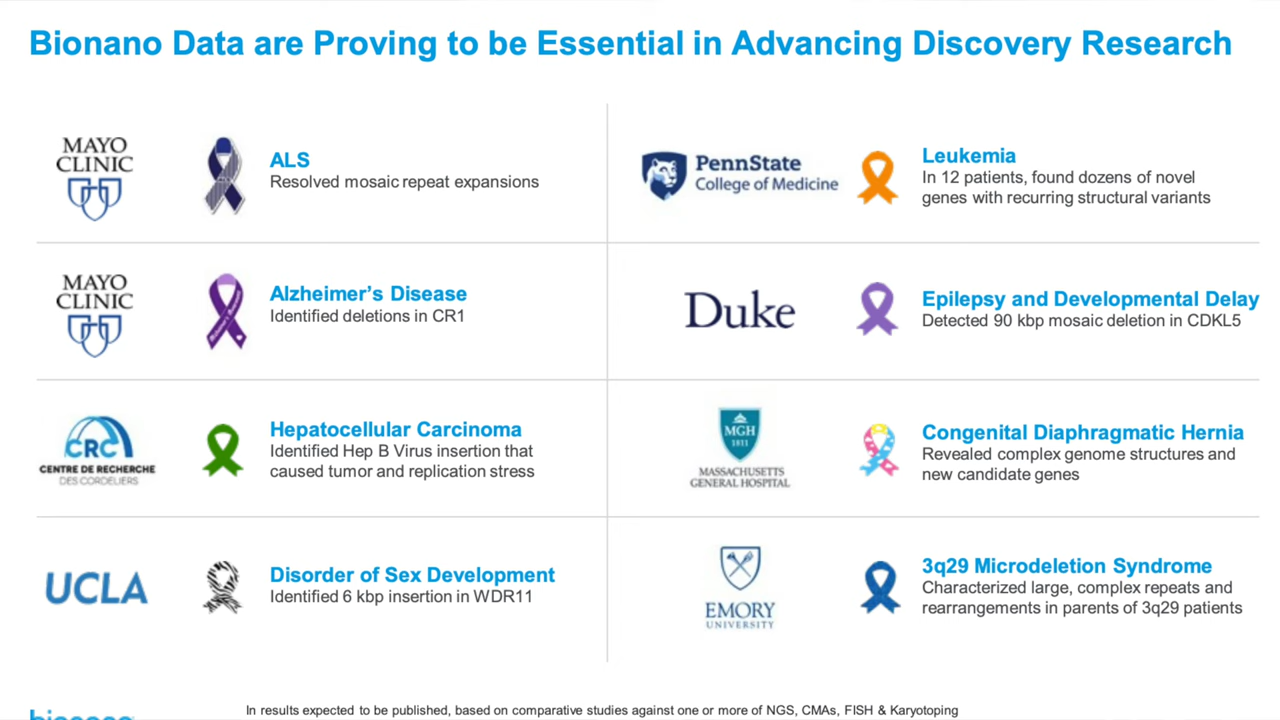 Bionano Data are Proving to be Essential in Advancing Discovery Research
MAYO
CLINIC
ALS
Resolved mosaic repeat expansions
PennState
College of Medicine
Leukemia
In 12 patients, found dozens of novel
genes with recurring structural variants
MAYO
CLINIC
Alzheimer's Disease
Identified deletions in CR1
Duke
Epilepsy and Developmental Delay
Detected 90 kbp mosaic deletion in CDKL5
CRC
CENTRE DE RECHERCHE
DES CORDELIERS
Hepatocellular Carcinoma
Identified Hep B Virus insertion that
caused tumor and replication stress
MGH
1811
MASSACHUSETTS
GENERAL HOSPITAL
Congenital Diaphragmatic Hernia
Revealed complex genome structures and
new candidate genes
UCLA
Disorder of Sex Development
Identified 6 kbp insertion in WDR11
EMORY
UNIVERSITY
3q29 Microdeletion Syndrome
Characterized large, complex repeats and
rearrangements in parents of 3q29 patients
In results expected to be published, based on comparative studies against one or more of NGS, CMAs, FISH & Karyotoping